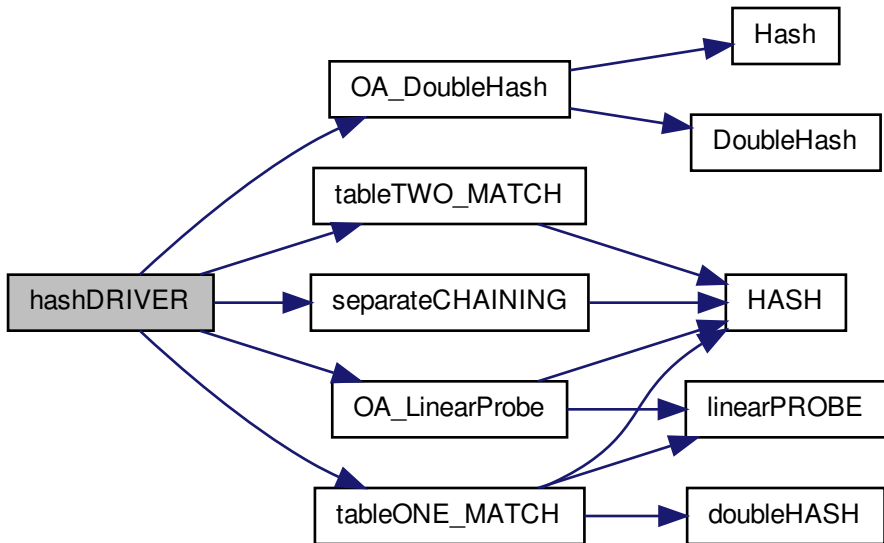 Hash
OA_DoubleHash
DoubleHash
tableTWO_MATCH
hashDRIVER
separateCHAINING
HASH
OA_LinearProbe
linearPROBE
tableONE_MATCH
doubleHASH